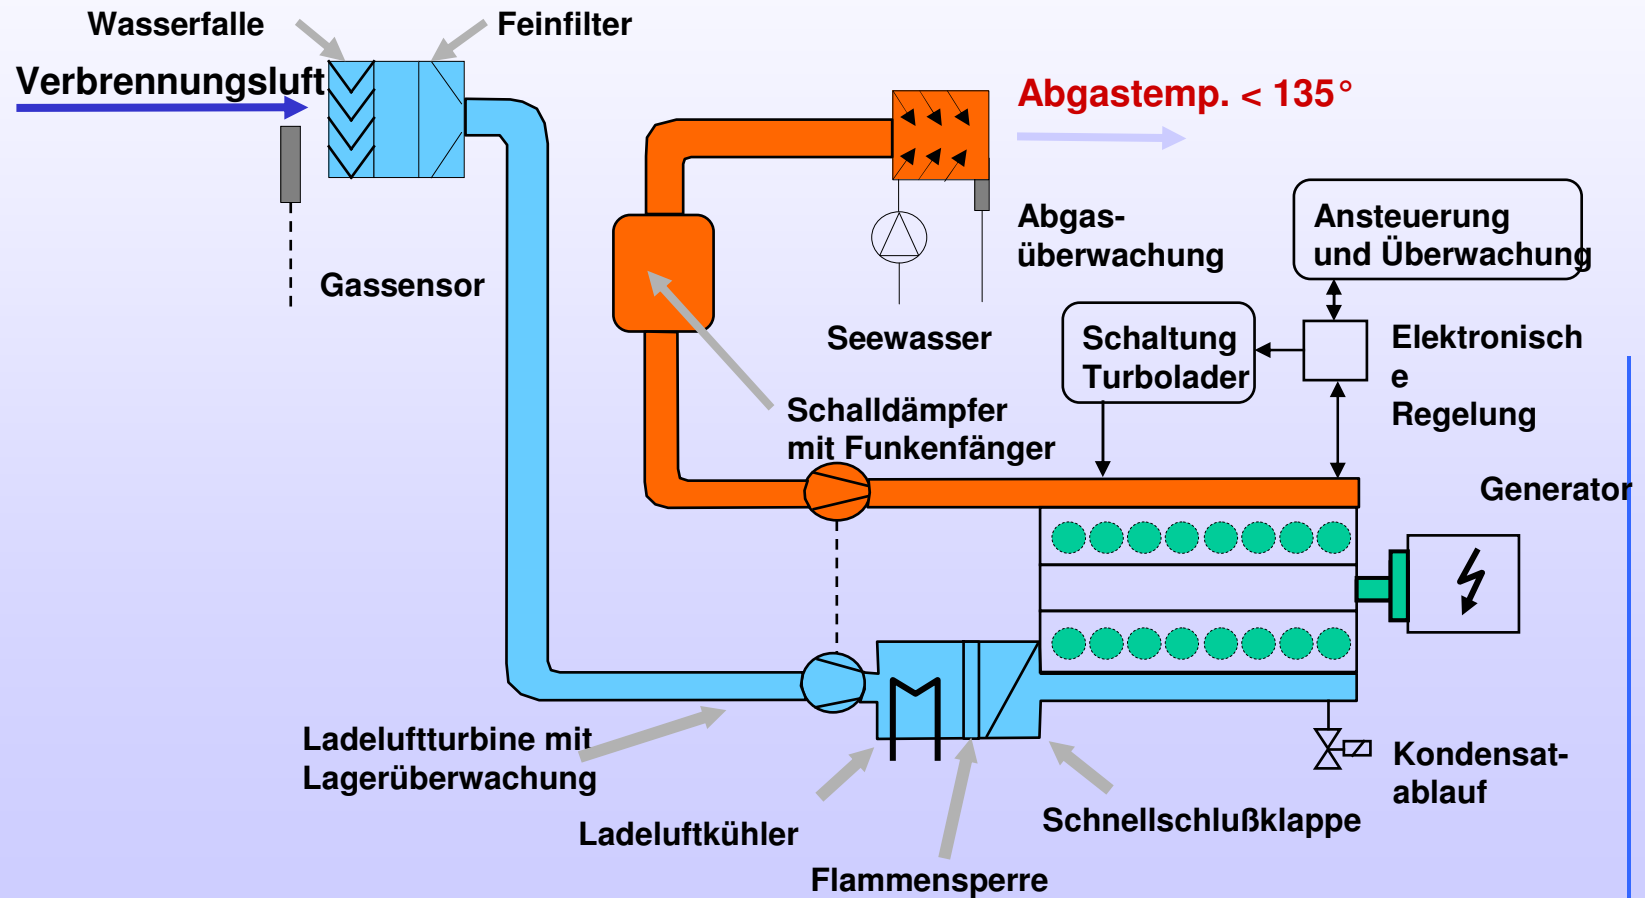 Wasserfalle
Feinfilter
Verbrennungsluft
Abgastemp. < 135°
Gassensor
Abgas-
überwachung
Ansteuerung
und Überwachung
Seewasser
Schaltung
Turbolader
Elektronisch
e
Regelung
Schalldämpfer
mit Funkenfänger
Generator
Ladeluftturbine mit
Lagerüberwachung
Kondensat-
ablauf
Ladeluftkühler
Schnellschlußklappe
Flammensperre